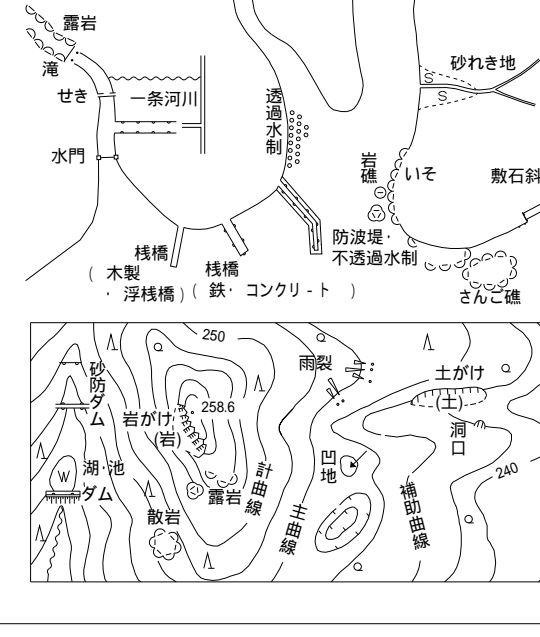 露岩
滝
せき
一条河川
水門
透過水制
砂れき地
S
S
岩礁
いそ
敷石斜
防波堤・
不透過水制
桟橋
(木製
・浮桟橋)
桟橋
(鉄・コンクリ-ト)
さんご礁
250
雨裂
土がけ
(土)
砂防ダム
258.6
岩がけ
(岩)
洞口
凹地
240
湖・池
W
ダム
計曲線
主曲線
補助曲線
露岩
散岩